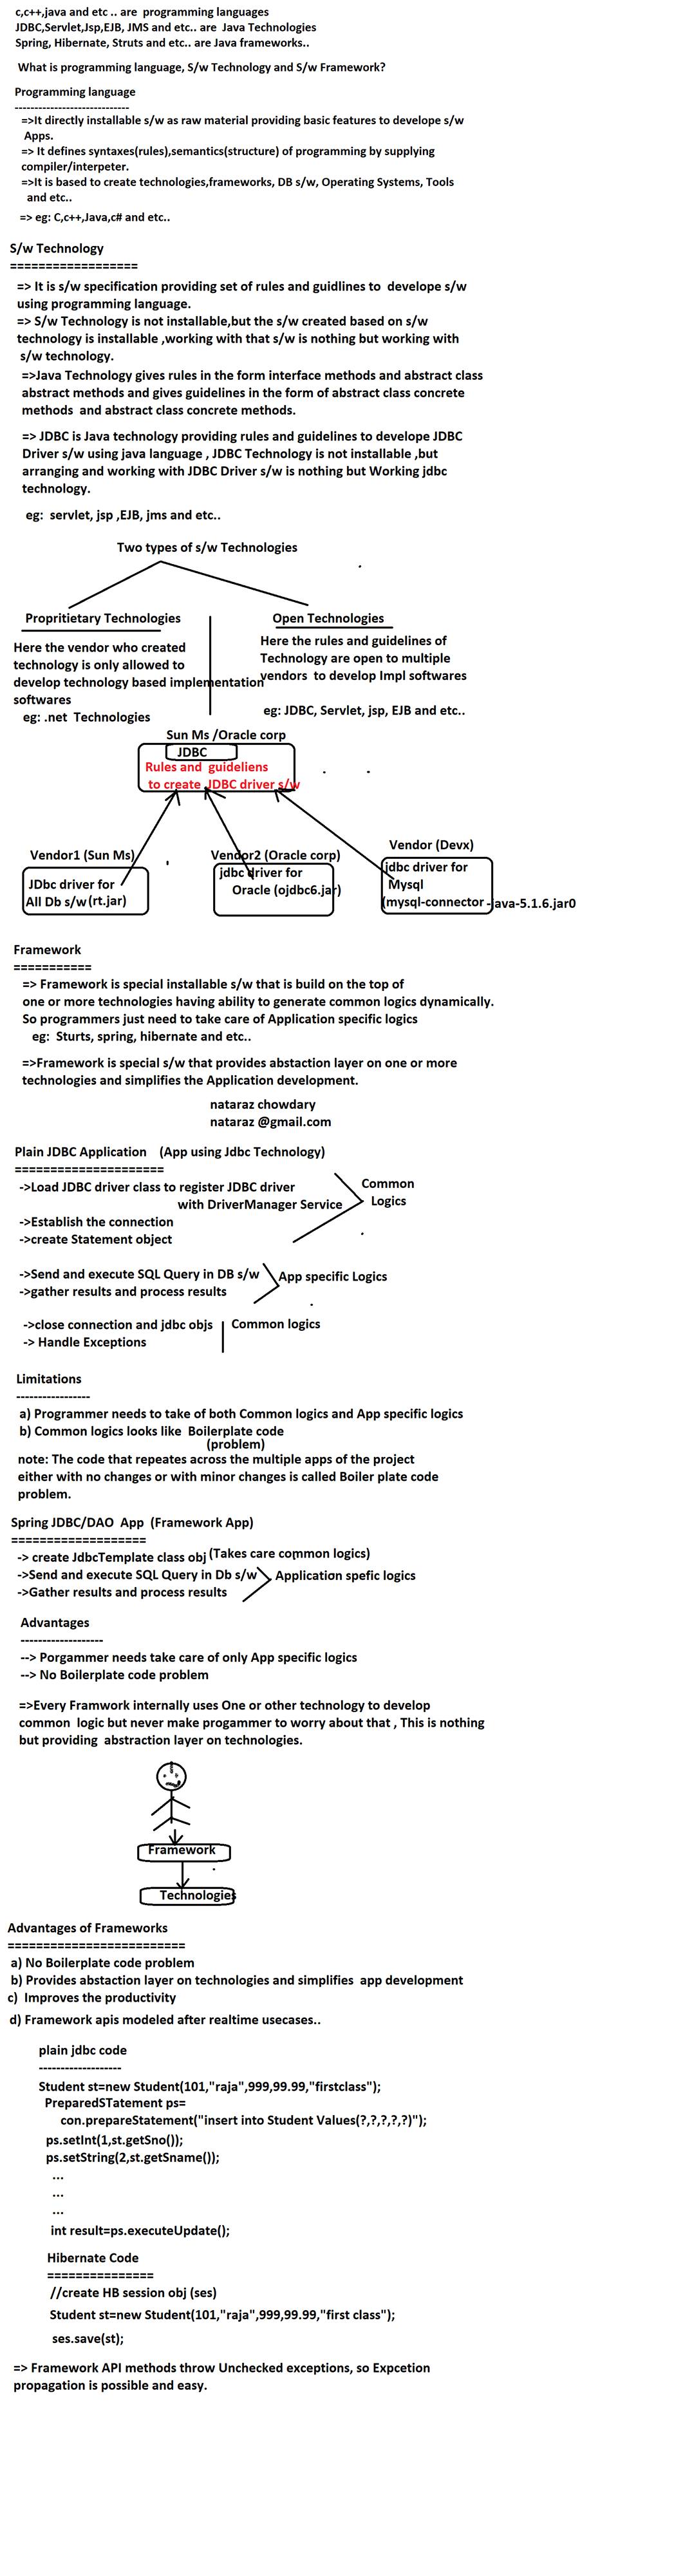 c,c++,java and etc .. are  programming languages
JDBC,Servlet,Jsp,EJB, JMS and etc.. are  Java Technologies
Spring, Hibernate, Struts and etc.. are Java frameworks..
What is programming language, S/w Technology and S/w Framework?
Programming language
-----------------------------
=>It directly installable s/w as raw material providing basic features to develope s/w
Apps.
=> It defines syntaxes(rules),semantics(structure) of programming by supplying
compiler/interpeter.
=>It is based to create technologies,frameworks, DB s/w, Operating Systems, Tools
and etc..
=> eg: C,c++,Java,c# and etc..
S/w Technology
==================
=> It is s/w specification providing set of rules and guidlines to  develope s/w
using programming language.
=> S/w Technology is not installable,but the s/w created based on s/w
technology is installable ,working with that s/w is nothing but working with
s/w technology.
=>Java Technology gives rules in the form interface methods and abstract class
abstract methods and gives guidelines in the form of abstract class concrete
methods  and abstract class concrete methods.
=> JDBC is Java technology providing rules and guidelines to develope JDBC
Driver s/w using java language , JDBC Technology is not installable ,but
arranging and working with JDBC Driver s/w is nothing but Working jdbc
technology.
eg:  servlet, jsp ,EJB, jms and etc..
Two types of s/w Technologies
Propritietary Technologies
Here the vendor who created
technology is only allowed to
develop technology based implementation
softwares
eg: .net  Technologies
Open Technologies
Here the rules and guidelines of
Technology are open to multiple
vendors  to develop Impl softwares
eg: JDBC, Servlet, jsp, EJB and etc..
Sun Ms /Oracle corp
JDBC
Rules and  guideliens
to create  JDBC driver s/w
Vendor1 (Sun Ms)
JDbc driver for
All Db s/w (rt.jar)
Vendor2 (Oracle corp)
jdbc driver for
Oracle (ojdbc6.jar)
Vendor (Devx)
jdbc driver for
Mysql
(mysql-connector -java-5.1.6.jar0
Framework
===========
=> Framework is special installable s/w that is build on the top of
one or more technologies having ability to generate common logics dynamically.
So programmers just need to take care of Application specific logics
eg:  Sturts, spring, hibernate and etc..
=>Framework is special s/w that provides abstaction layer on one or more
technologies and simplifies the Application development.
nataraz chowdary
nataraz @gmail.com
Plain JDBC Application    (App using Jdbc Technology)
=====================
->Load JDBC driver class to register JDBC driver
with DriverManager Service
Common
Logics
->Establish the connection
->create Statement object
->Send and execute SQL Query in DB s/w
->gather results and process results
App specific Logics
->close connection and jdbc objs
-> Handle Exceptions
Common logics
Limitations
-----------------
a) Programmer needs to take of both Common logics and App specific logics
b) Common logics looks like  Boilerplate code
(problem)
note: The code that repeates across the multiple apps of the project
either with no changes or with minor changes is called Boiler plate code
problem.
Spring JDBC/DAO  App  (Framework App)
===================
-> create JdbcTemplate class obj (Takes care common logics)
->Send and execute SQL Query in Db s/w
->Gather results and process results
Application spefic logics
Advantages
-------------------
--> Porgammer needs take care of only App specific logics
--> No Boilerplate code problem
=>Every Framwork internally uses One or other technology to develop
common  logic but never make progammer to worry about that , This is nothing
but providing  abstraction layer on technologies.
Framework
Technologies
Advantages of Frameworks
=========================
a) No Boilerplate code problem
b) Provides abstaction layer on technologies and simplifies  app development
c)  Improves the productivity
d) Framework apis modeled after realtime usecases..
plain jdbc code
-------------------
Student st=new Student(101,"raja",999,99.99,"firstclass");
PreparedSTatement ps=
con.prepareStatement("insert into Student Values(?,?,?,?,?)");
ps.setInt(1,st.getSno());
ps.setString(2,st.getSname());
...
...
...
int result=ps.executeUpdate();
Hibernate Code
===============
//create HB session obj (ses)
Student st=new Student(101,"raja",999,99.99,"first class");
ses.save(st);
=> Framework API methods throw Unchecked exceptions, so Expcetion
propagation is possible and easy.